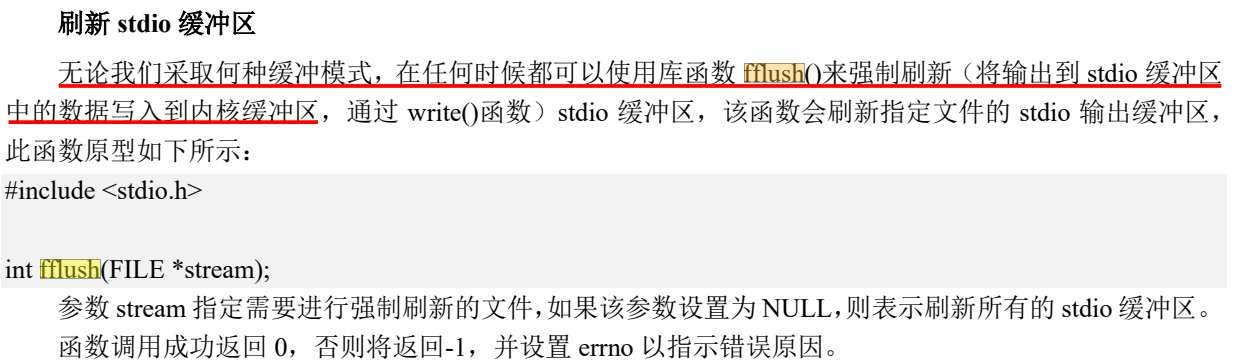 刷新 stdio 缓冲区
无论我们采取何种缓冲模式，在任何时候都可以使用库函数 fflush()来强制刷新（将输出到 stdio 缓冲区
中的数据写入到内核缓冲区，通过 write()函数）stdio 缓冲区，该函数会刷新指定文件的 stdio 输出缓冲区，
此函数原型如下所示：
#include <stdio.h>
int fflush(FILE *stream);
参数 stream 指定需要进行强制刷新的文件，如果该参数设置为 NULL，则表示刷新所有的 stdio 缓冲区。
函数调用成功返回 0，否则将返回-1，并设置 errno 以指示错误原因。